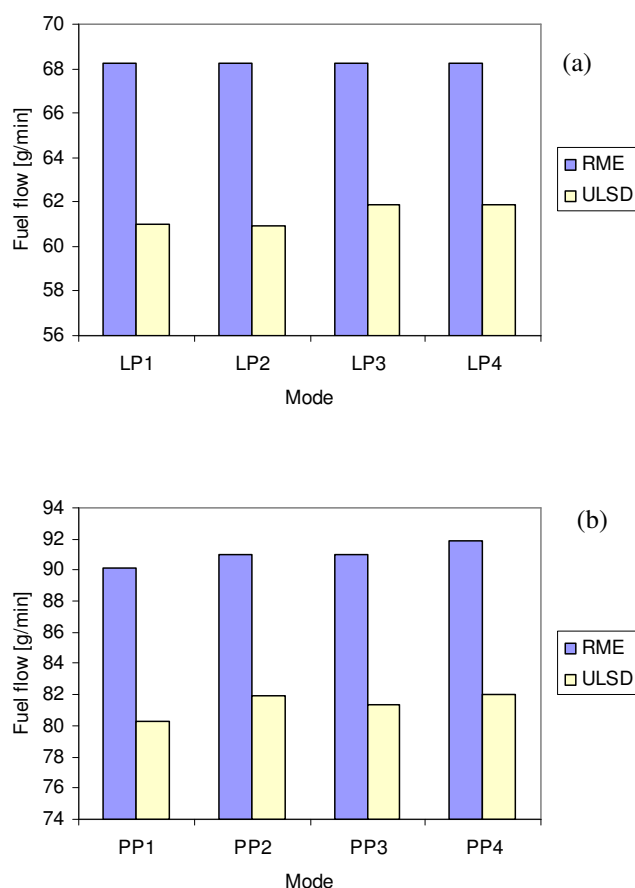 70
68
66
64
62
60
58
56
Fuel flow [g/min]
LP1 LP2 LP3 LP4
Mode
(a)
RME
ULSD
94
92
90
88
86
84
82
80
78
76
74
Fuel flow [g/min]
PP1 PP2 PP3 PP4
Mode
(b)
RME
ULSD